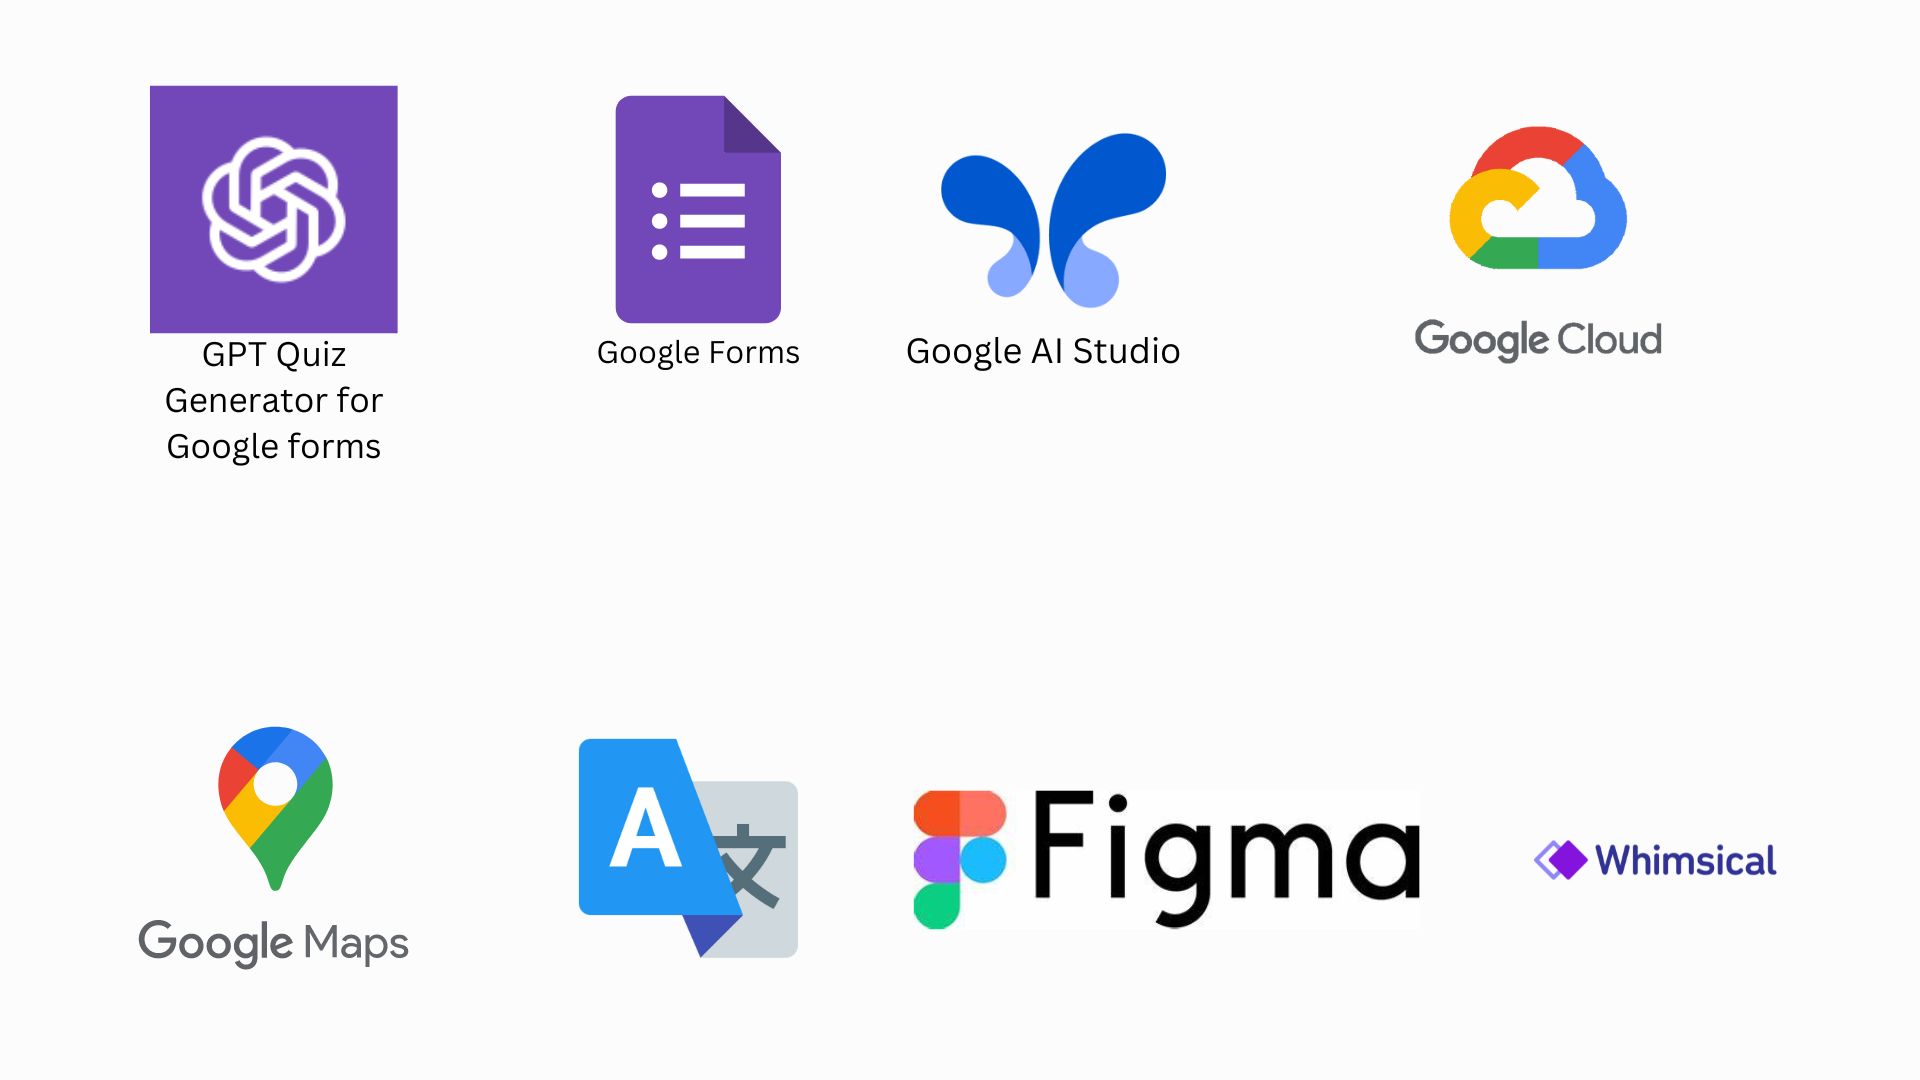 GPT Quiz
Generator for
Google forms
Google Forms
Google AI Studio
Google Cloud
Google Maps
A
文
Figma
Whimsical